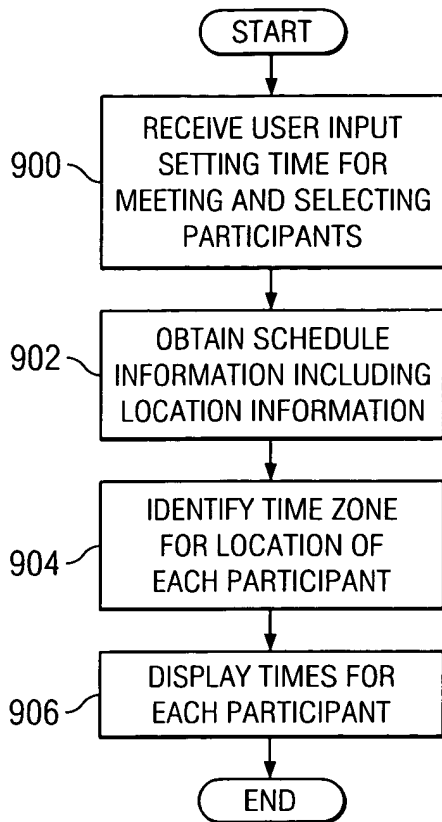 START
900
RECEIVE USER INPUT
SETTING TIME FOR
MEETING AND SELECTING
PARTICIPANTS
902
OBTAIN SCHEDULE
INFORMATION INCLUDING
LOCATION INFORMATION
904
IDENTIFY TIME ZONE
FOR LOCATION OF
EACH PARTICIPANT
906
DISPLAY TIMES FOR
EACH PARTICIPANT
END